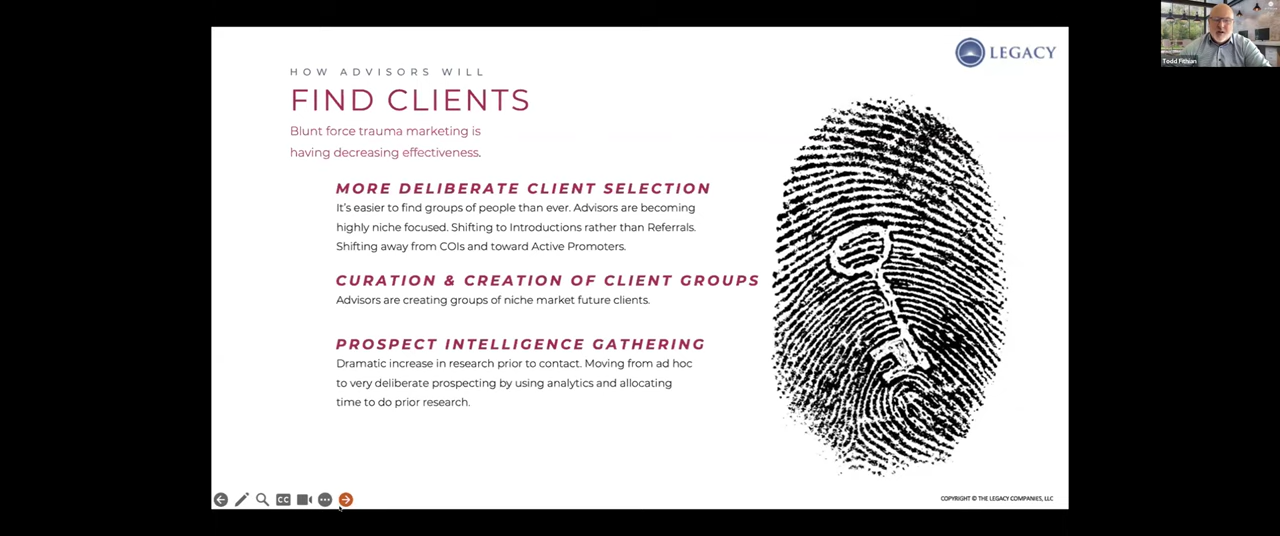 LEGACY
Todd Fithian
HOW ADVISORS WILL
FIND CLIENTS
Blunt force trauma marketing is
having decreasing effectiveness.
MORE DELIBERATE CLIENT SELECTION
It's easier to find groups of people than ever. Advisors are becoming
highly niche focused. Shifting to Introductions rather than Referrals.
Shifting away from COIs and toward Active Promoters.
CURATION & CREATION OF CLIENT GROUPS
Advisors are creating groups of niche market future clients.
PROSPECT INTELLIGENCE GATHERING
Dramatic increase in research prior to contact. Moving from ad hoc
to very deliberate prospecting by using analytics and allocating
time to do prior research.
CC
COPYRIGHT © THE LEGACY COMPANIES, LLC